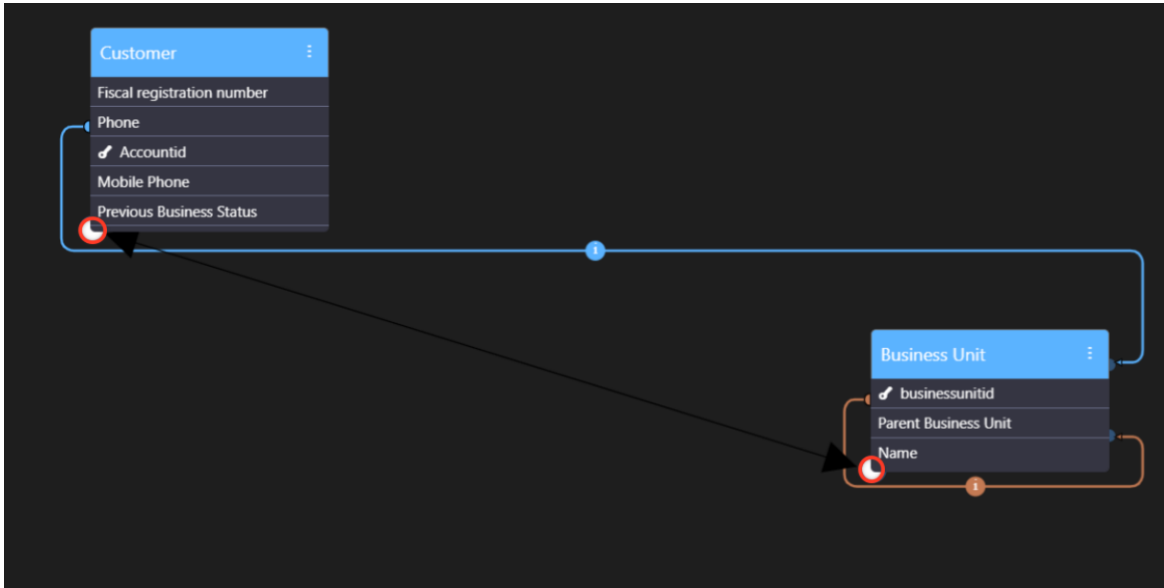 Customer
Fiscal registration number
Phone
Accountid
Mobile Phone
Previous Business Status
1
Business Unit
businessunitid
Parent Business Unit
Name
1